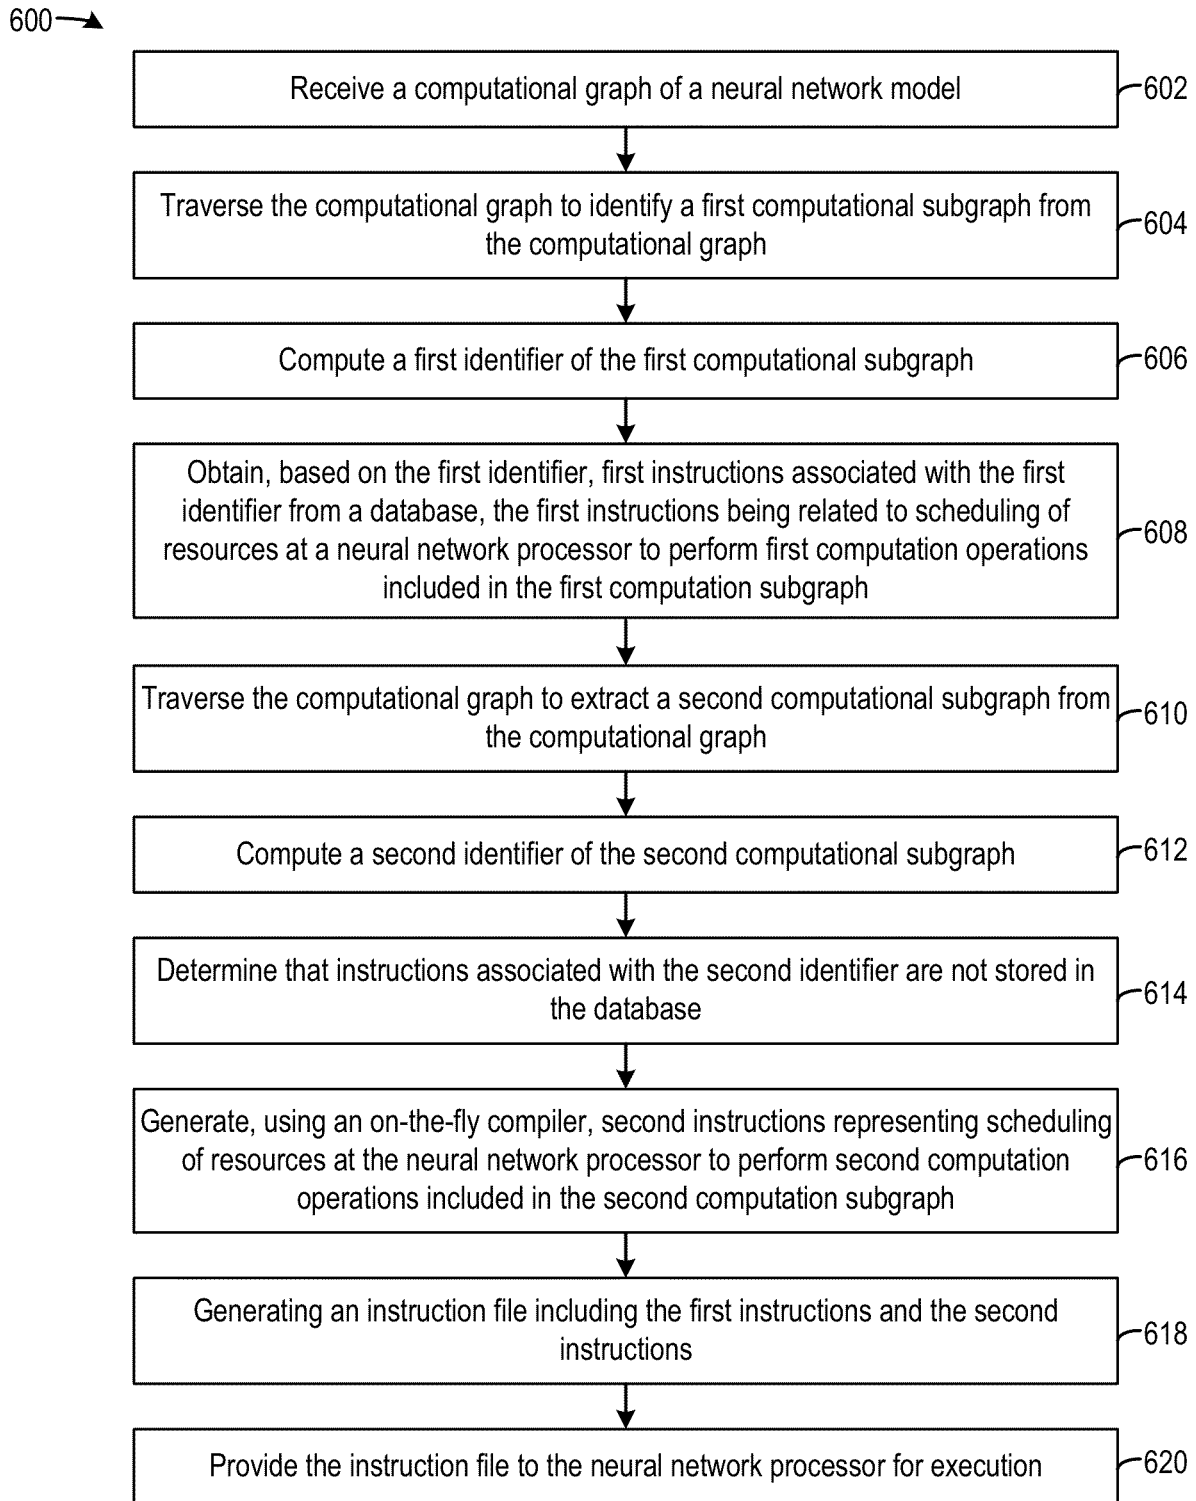 600
Receive a computational graph of a neural network model
602
Traverse the computational graph to identify a first computational subgraph from
the computational graph
604
Compute a first identifier of the first computational subgraph
606
Obtain, based on the first identifier, first instructions associated with the first
identifier from a database, the first instructions being related to scheduling of
resources at a neural network processor to perform first computation operations
included in the first computation subgraph
608
Traverse the computational graph to extract a second computational subgraph from
the computational graph
610
Compute a second identifier of the second computational subgraph
612
Determine that instructions associated with the second identifier are not stored in
the database
614
Generate, using an on-the-fly compiler, second instructions representing scheduling
of resources at the neural network processor to perform second computation
operations included in the second computation subgraph
616
Generating an instruction file including the first instructions and the second
instructions
618
Provide the instruction file to the neural network processor for execution
620